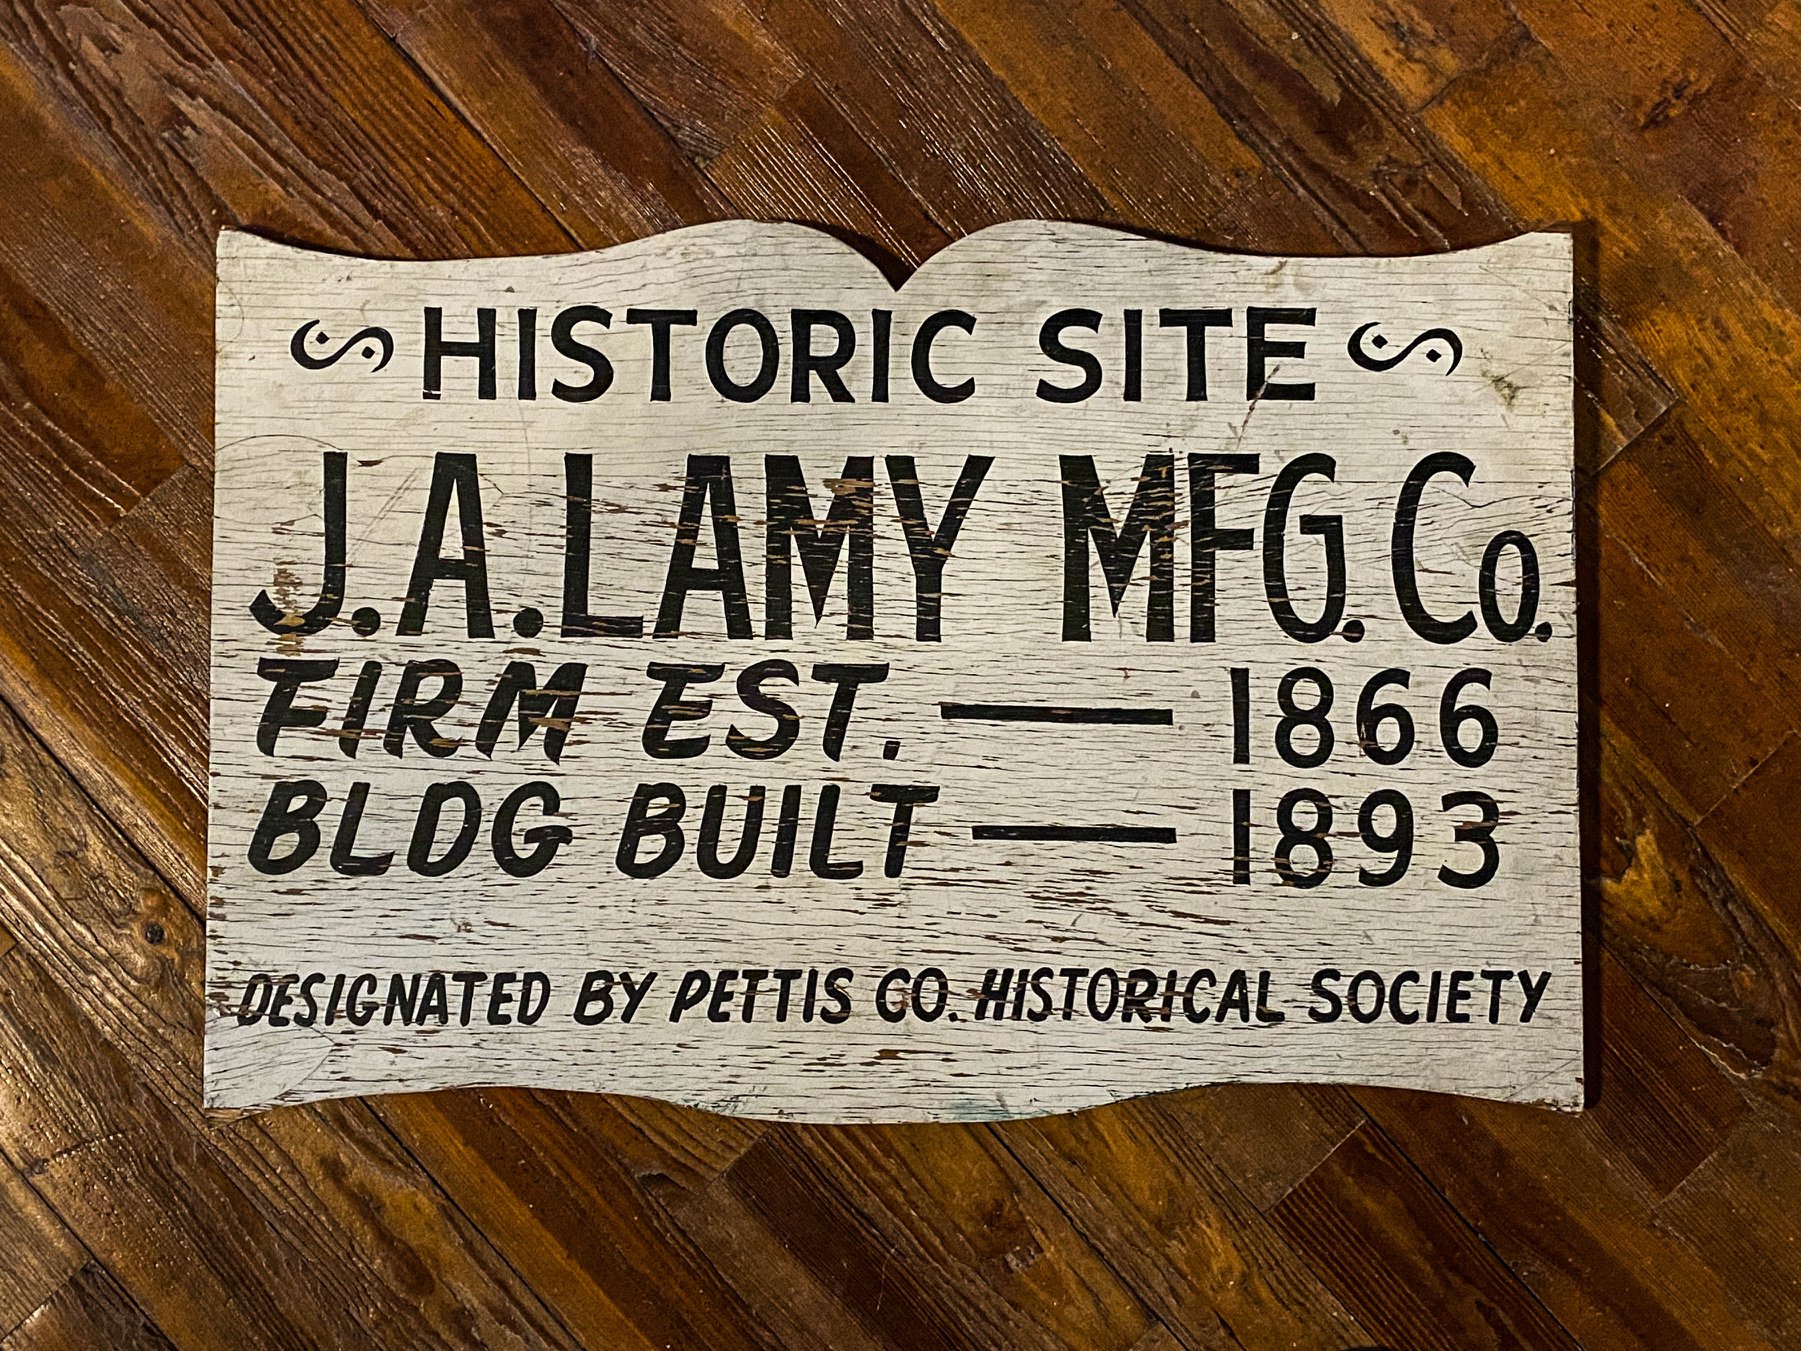 HISTORIC SITE
J.A.LAMY MFG.Co.
FIRM EST. — 1866
BLDG BUILT — 1893
DESIGNATED BY PETTIS CO. HISTORICAL SOCIETY